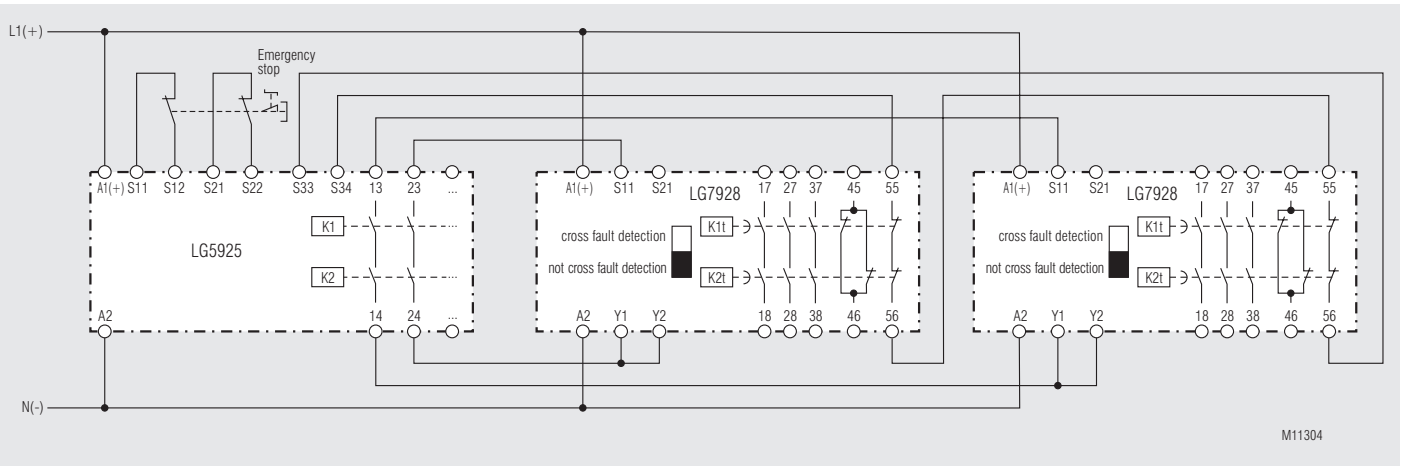 L1(+)
Emergency
stop
A1(+) S11 S12 S21 S22 S33 S34 13 23 ...
K1 ...
LG5925
K2 ...
A2 14 24 ...
A1(+) S11 S21 17 27 37 45 55
LG7928
cross fault detection K1t
not cross fault detection K2t
A2 Y1 Y2 18 28 38 46 56
A1(+) S11 S21 17 27 37 45 55
LG7928
cross fault detection K1t
not cross fault detection K2t
A2 Y1 Y2 18 28 38 46 56
N(-)
M11304